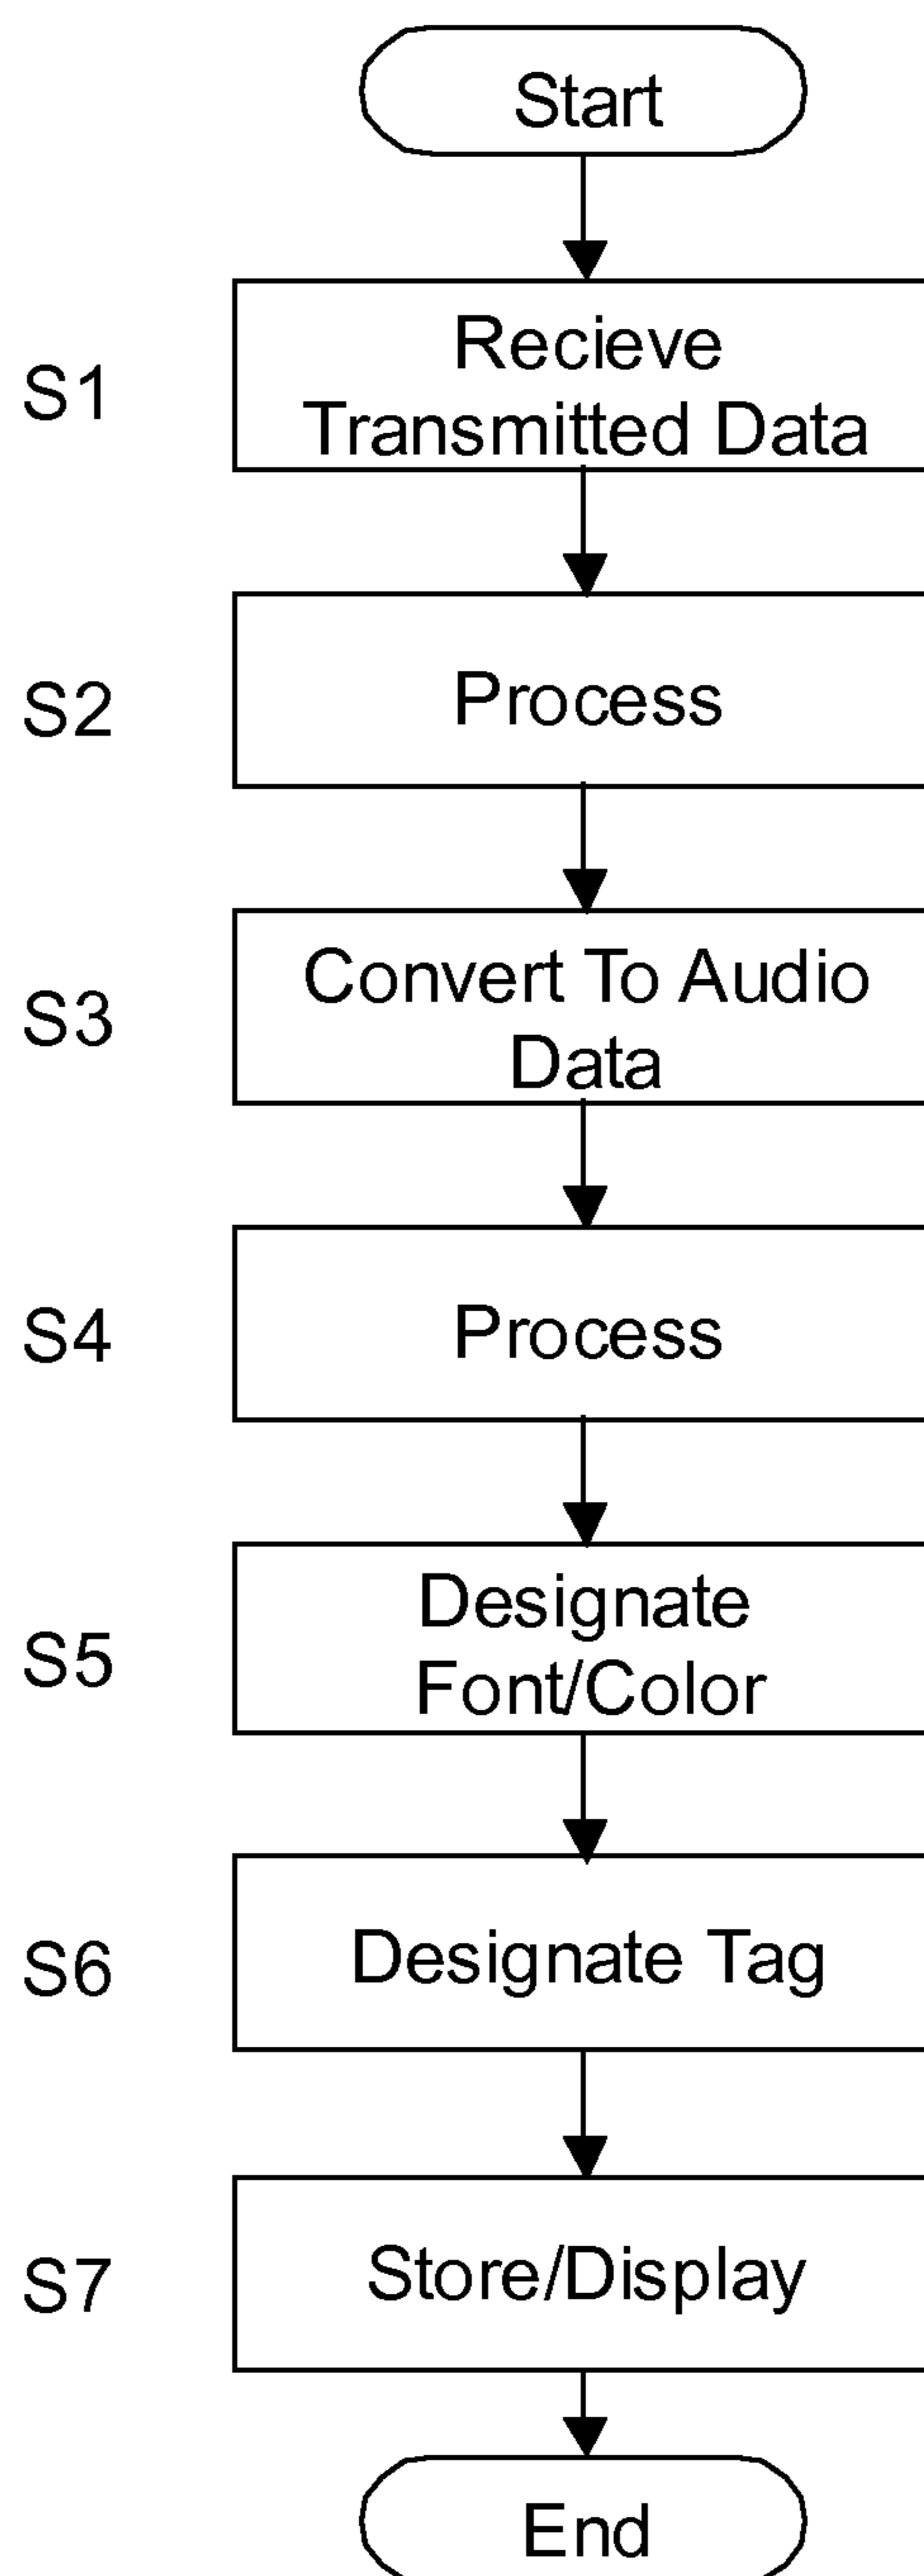 Start
S1
Recieve
Transmitted Data
S2
Process
S3
Convert To Audio
Data
S4
Process
S5
Designate
Font/Color
S6
Designate Tag
S7
Store/Display
End